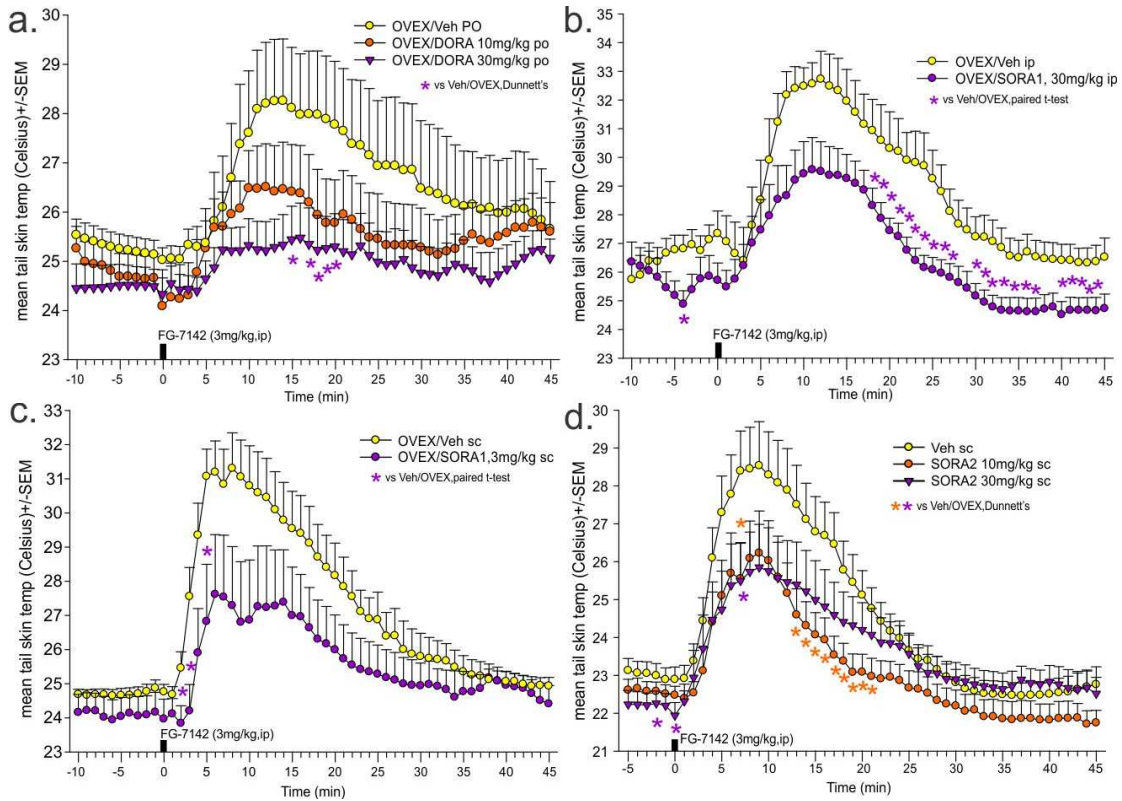 a.
OVEX/Veh PO
OVEX/DORA 10mg/kg po
OVEX/DORA 30mg/kg po
* vs Veh/OVEX,Dunnett's
mean tail skin temp (Celsius)+/-SEM
30
29
28
27
26
25
24
23
FG-7142 (3mg/kg,ip)
-10 -5 0 5 10 15 20 25 30 35 40 45
Time (min)
b.
OVEX/Veh ip
OVEX/SORA1, 30mg/kg ip
* vs Veh/OVEX,paired t-test
mean tail skin temp (Celsius)+/-SEM
35
34
33
32
31
30
29
28
27
26
25
24
23
FG-7142 (3mg/kg,ip)
-10 -5 0 5 10 15 20 25 30 35 40 45
Time (min)
c.
OVEX/Veh sc
OVEX/SORA1,3mg/kg sc
* vs Veh/OVEX,paired t-test
mean tail skin temp (Celsius)+/-SEM
33
32
31
30
29
28
27
26
25
24
23
FG-7142 (3mg/kg,ip)
-10 -5 0 5 10 15 20 25 30 35 40 45
Time (min)
d.
Veh sc
SORA2 10mg/kg sc
SORA2 30mg/kg sc
** vs Veh/OVEX,Dunnett's
mean tail skin temp (Celsius)+/-SEM
30
29
28
27
26
25
24
23
22
21
FG-7142 (3mg/kg,ip)
-5 0 5 10 15 20 25 30 35 40 45
Time (min)